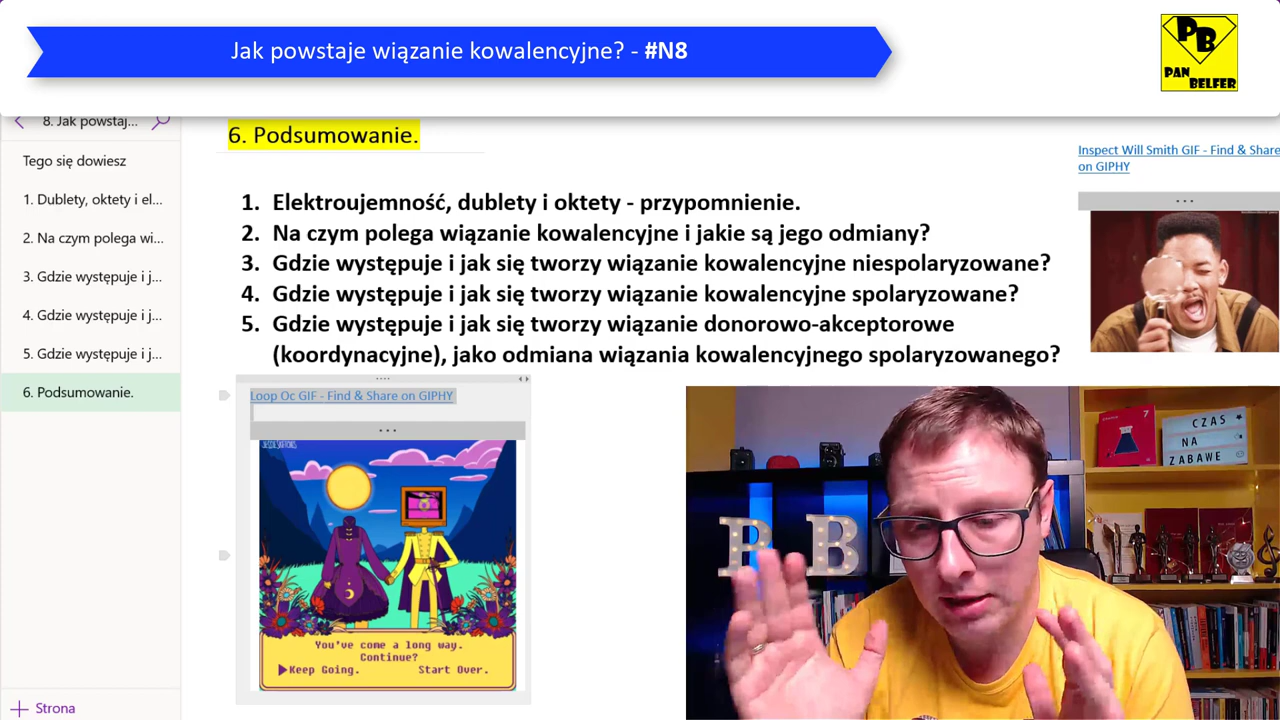 Jak powstaje wiązanie kowalencyjne? - #N8
PB
PAN
BELFER
8. Jak powstaj...
Tego się dowiesz
1. Dublety, oktety i el...
2. Na czym polega wi...
3. Gdzie występuje i j...
4. Gdzie występuje i j...
5. Gdzie występuje i j...
6. Podsumowanie.
Strona
6. Podsumowanie.
1. Elektroujemność, dublety i oktety - przypomnienie.
2. Na czym polega wiązanie kowalencyjne i jakie są jego odmiany?
3. Gdzie występuje i jak się tworzy wiązanie kowalencyjne niespolaryzowane?
4. Gdzie występuje i jak się tworzy wiązanie kowalencyjne spolaryzowane?
5. Gdzie występuje i jak się tworzy wiązanie donorowo-akceptorowe
(koordynacyjne), jako odmiana wiązania kowalencyjnego spolaryzowanego?
Inspect Will Smith GIF - Find & Share
on GIPHY
Loop Oc GIF - Find & Share on GIPHY
You've come a long way.
Continue?
Keep Going. Start Over.
CZAS
NA
ZABAWE
7
B B